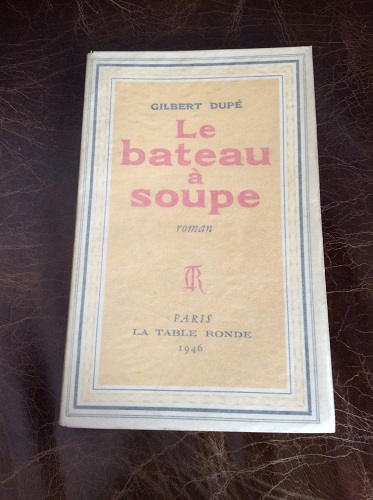 GILBERT DUPÉ
Le
bateau
à
soupe
roman
TR
PARIS
LA TABLE RONDE
1946